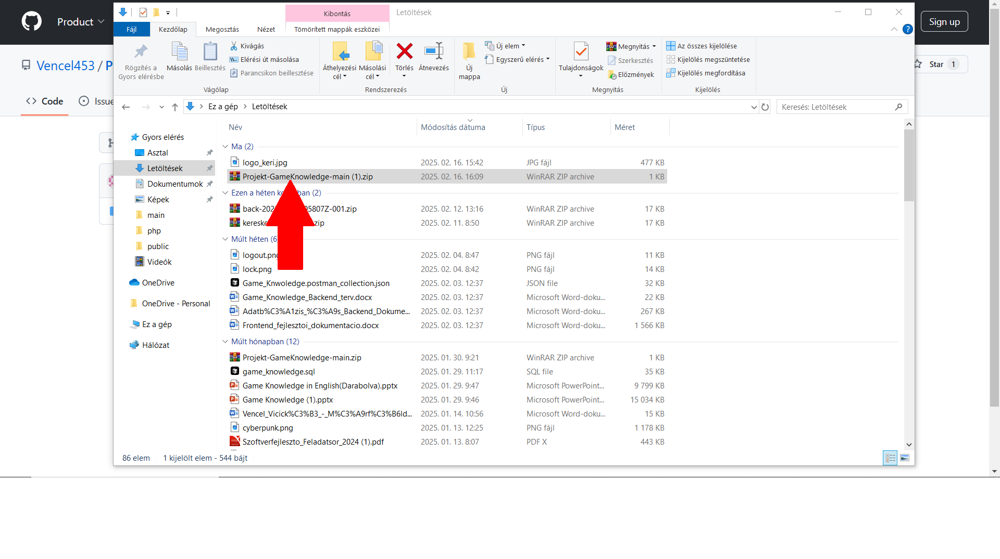 Product
Sign up
Vencel453 / P
Star 1
Code
Issue
Kibontás
Letöltések
Fájl
Kezdőlap
Megosztás
Nézet
Tömörített mappák eszközei
Rögzítés a Gyors elérésbe
Másolás
Beillesztés
Kivágás
Elérési út másolása
Parancsikon beillesztése
Vágólap
Áthelyezési cél
Másolási cél
Törlés
Átnevezés
Rendszerezés
Új mappa
Új elem
Egyszerű elérés
Új
Tulajdonságok
Megnyitás
Szerkesztés
Előzmények
Megnyitás
Az összes kijelölése
Kijelölés megszüntetése
Kijelölés megfordítása
Kijelölés
Ez a gép
Letöltések
Keresés: Letöltések
Gyors elérés
Asztal
Letöltések
Dokumentumok
Képek
main
php
public
Videók
OneDrive
OneDrive - Personal
Ez a gép
Hálózat
Név Módosítás dátuma Típus Méret
Ma (2)
logo_keri.jpg 2025. 02. 16. 15:42 JPG fájl 477 KB
Projekt-GameKnowledge-main (1).zip 2025. 02. 16. 16:09 WinRAR ZIP archive 1 KB
Ezen a héten ban (2)
back-202 05807Z-001.zip 2025. 02. 12. 13:16 WinRAR ZIP archive 17 KB
kereske zip 2025. 02. 11. 8:50 WinRAR ZIP archive 17 KB
Múlt héten (6)
logout.png 2025. 02. 04. 8:47 PNG fájl 11 KB
lock.png 2025. 02. 04. 8:42 PNG fájl 14 KB
Game_Knwoledge.postman_collection.json 2025. 02. 03. 12:37 JSON file 32 KB
Game_Knowledge_Backend_terv.docx 2025. 02. 03. 12:37 Microsoft Word-doku... 22 KB
Adatb%C3%A1zis_%C3%A9s_Backend_Dokume... 2025. 02. 03. 12:37 Microsoft Word-doku... 267 KB
Frontend_fejlesztoi_dokumentacio.docx 2025. 02. 03. 12:37 Microsoft Word-doku... 1 566 KB
Múlt hónapban (12)
Projekt-GameKnowledge-main.zip 2025. 01. 30. 9:21 WinRAR ZIP archive 1 KB
game_knowledge.sql 2025. 01. 29. 11:17 SQL file 35 KB
Game Knowledge in English(Darabolva).pptx 2025. 01. 29. 9:47 Microsoft PowerPoint... 9 799 KB
Game Knowledge (1).pptx 2025. 01. 29. 9:46 Microsoft PowerPoint... 15 034 KB
Vencel_Vicick%C3%B3_-_M%C3%A9rf%C3%B6ld... 2025. 01. 14. 10:56 Microsoft Word-doku... 15 KB
cyberpunk.png 2025. 01. 13. 12:25 PNG fájl 1 178 KB
Szoftverfejleszto_Feladatsor_2024 (1).pdf 2025. 01. 13. 8:07 PDF X 443 KB
86 elem
1 kijelölt elem - 544 bájt